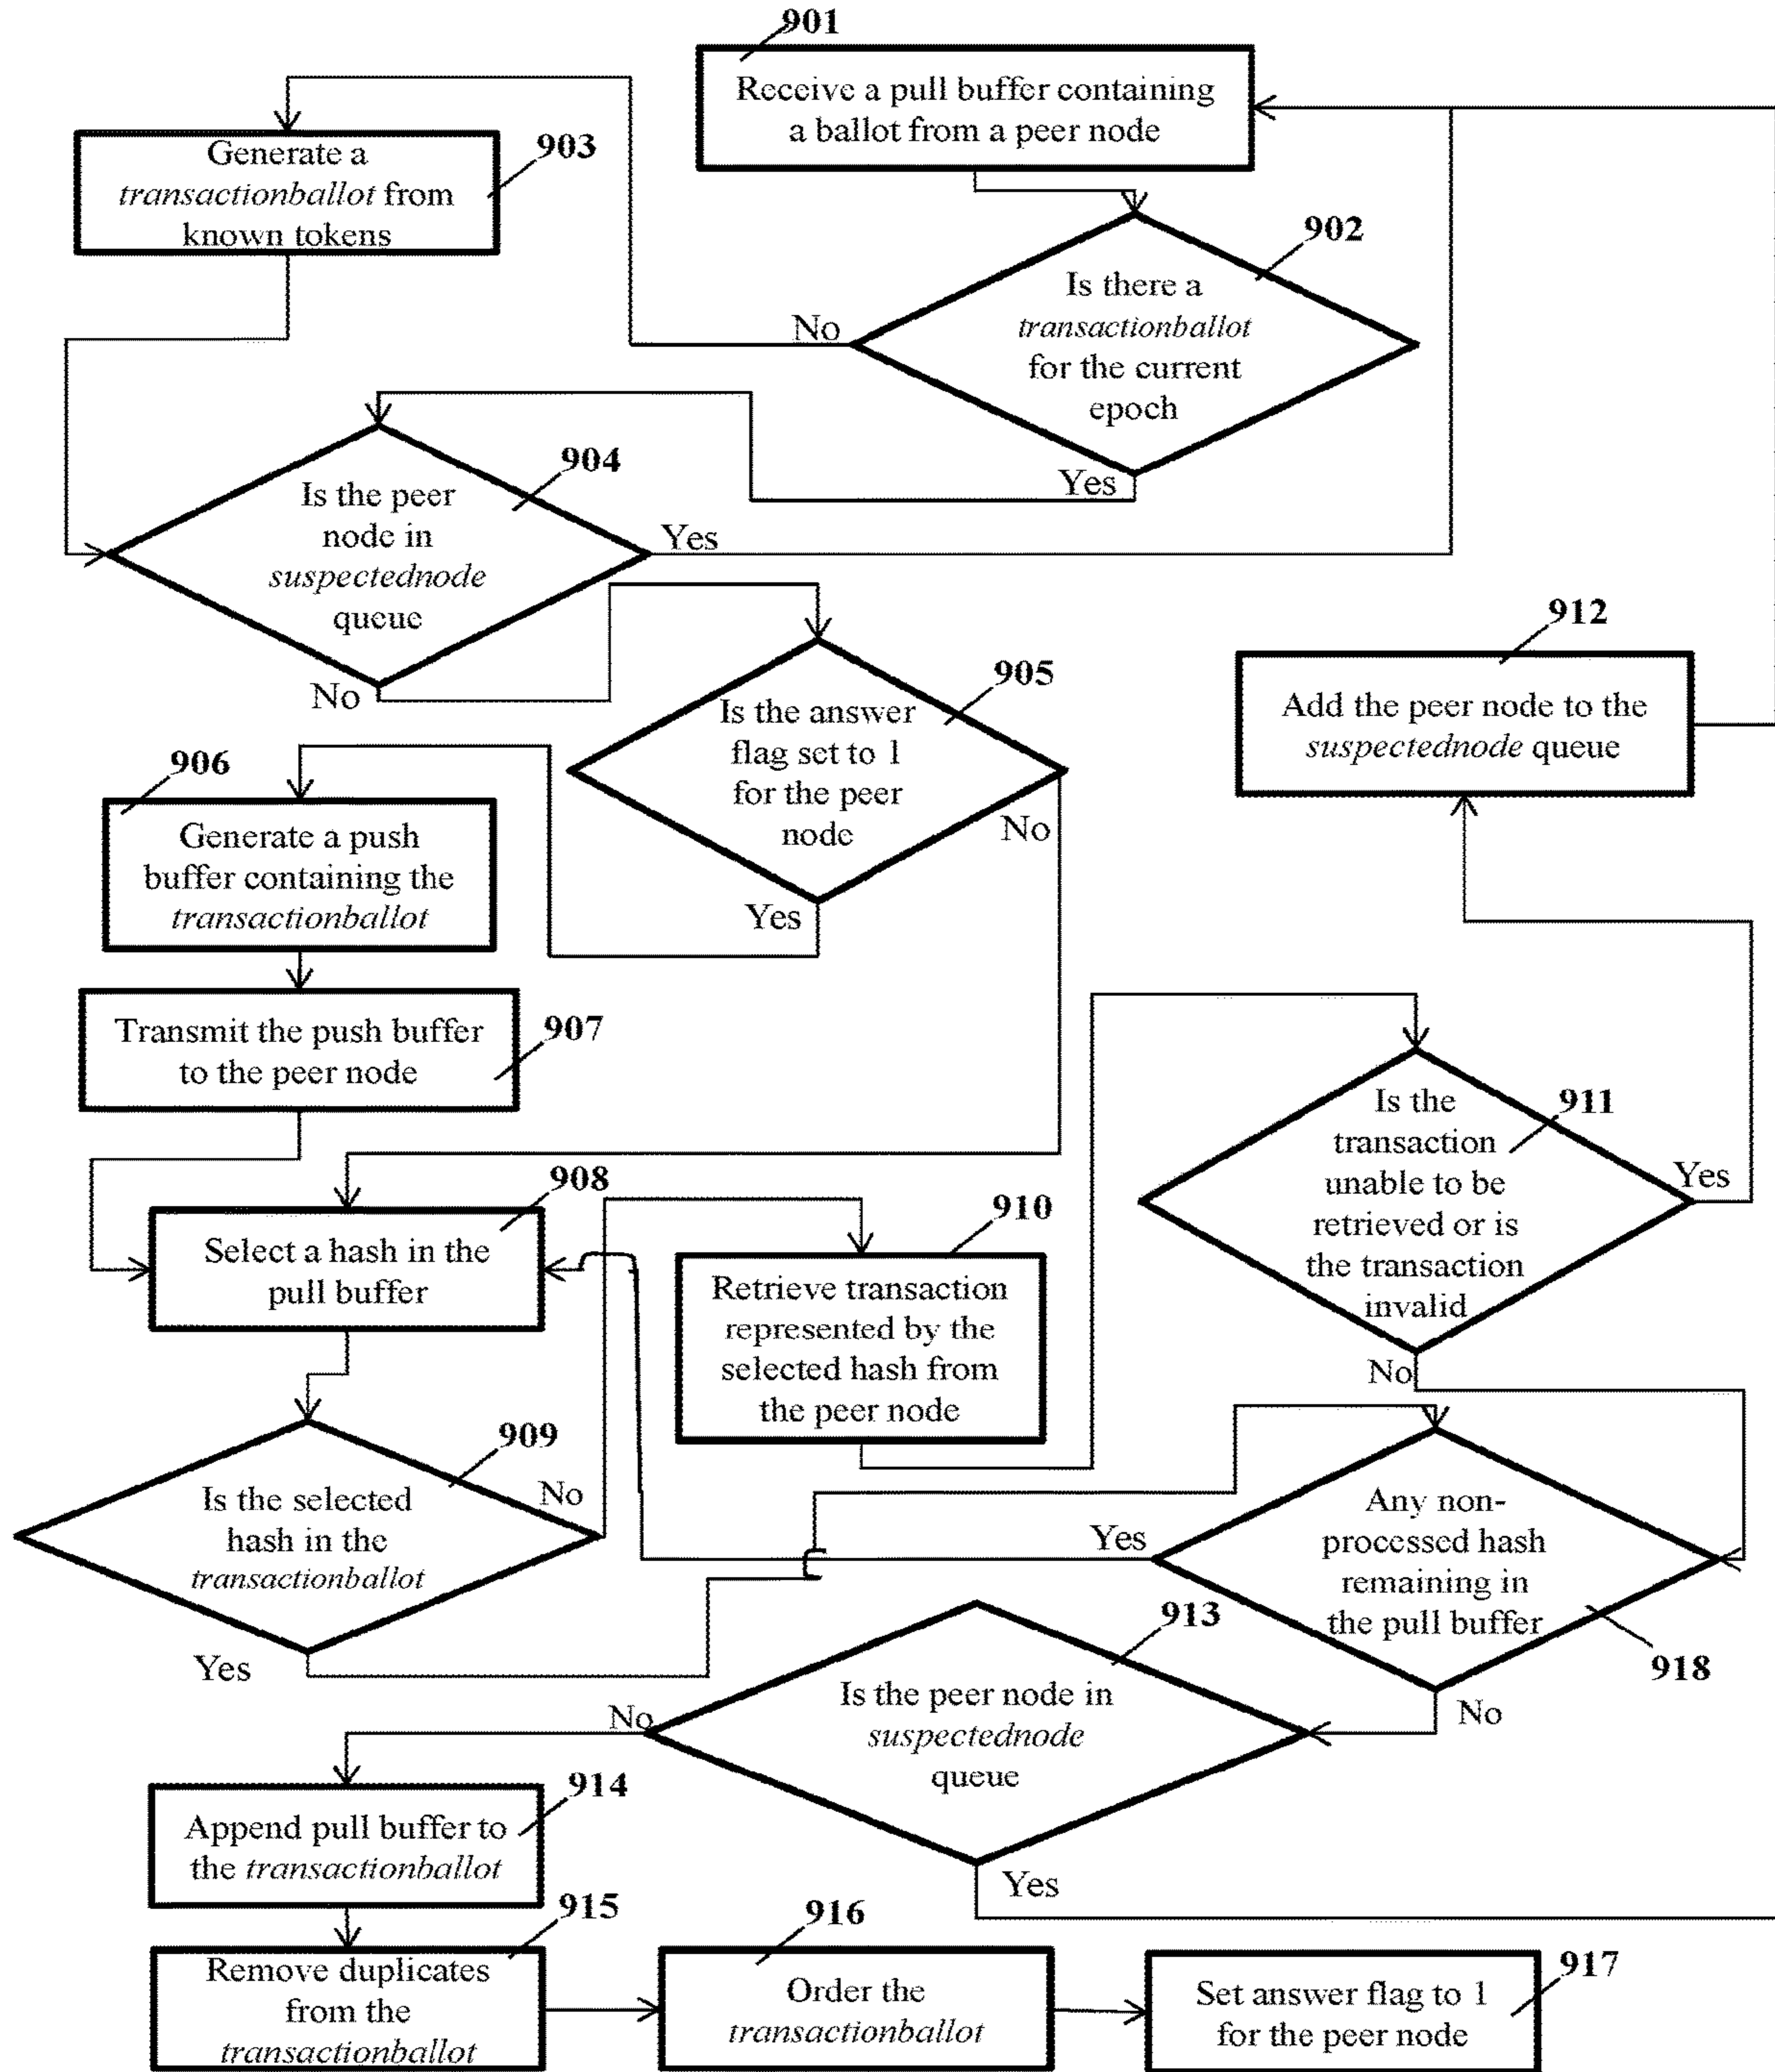 901
Receive a pull buffer containing
a ballot from a peer node
903
Generate a
transactionballot from
known tokens
902
Is there a
transactionballot
for the current
epoch
No
Yes
904
Is the peer
node in
suspectednode
queue
Yes
No
905
Is the answer
flag set to 1
for the peer
node
No
Yes
912
Add the peer node to the
suspectednode queue
906
Generate a push
buffer containing the
transactionballot
Transmit the push buffer
to the peer node
907
911
Is the
transaction
unable to be
retrieved or is
the transaction
invalid
Yes
No
908
Select a hash in the
pull buffer
910
Retrieve transaction
represented by the
selected hash from
the peer node
909
Is the selected
hash in the
transactionballot
No
Yes
Any non-
processed hash
remaining in
the pull buffer
Yes
918
No
913
Is the peer node in
suspectednode
queue
No
Yes
914
Append pull buffer to
the transactionballot
915
Remove duplicates
from the
transactionballot
916
Order the
transactionballot
917
Set answer flag to 1
for the peer node